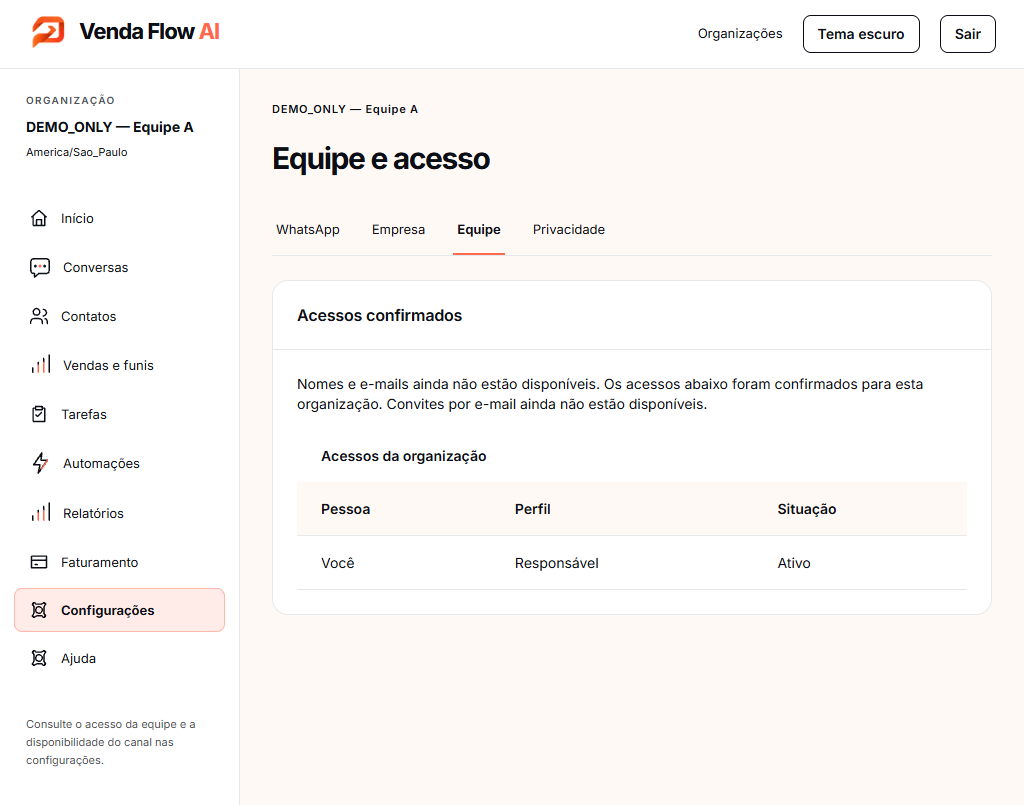 Venda Flow AI
Organizações
Tema escuro
Sair
ORGANIZAÇÃO
DEMO_ONLY — Equipe A
America/Sao_Paulo
Início
Conversas
Contatos
Vendas e funis
Tarefas
Automações
Relatórios
Faturamento
Configurações
Ajuda
Consulte o acesso da equipe e a
disponibilidade do canal nas
configurações.
DEMO_ONLY — Equipe A
Equipe e acesso
WhatsApp
Empresa
Equipe
Privacidade
Acessos confirmados
Nomes e e-mails ainda não estão disponíveis. Os acessos abaixo foram confirmados para esta
organização. Convites por e-mail ainda não estão disponíveis.
Acessos da organização
Pessoa Perfil Situação
Você Responsável Ativo